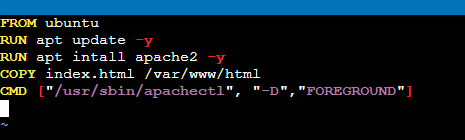 FROM ubuntu
RUN apt update -y
RUN apt intall apache2 -y
COPY index.html /var/www/html
CMD ["/usr/sbin/apachectl", "-D","FOREGROUND"]
~